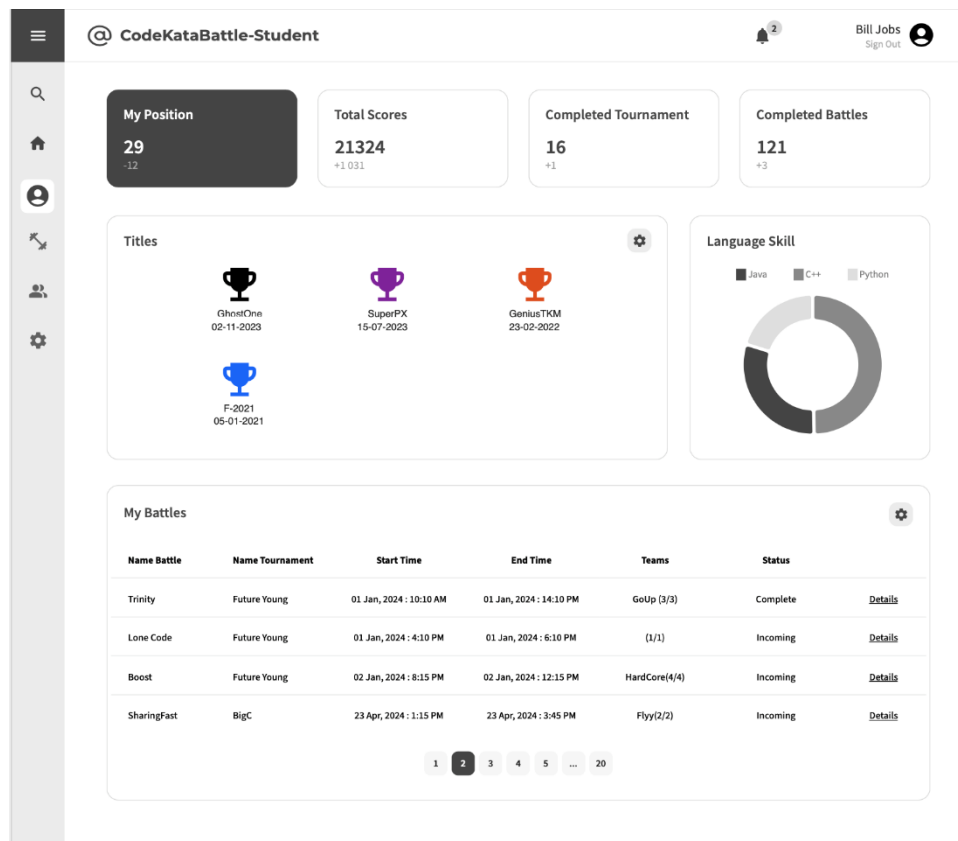 CodeKataBattle-Student
2
Bill Jobs
Sign Out
My Position
29
-12
Total Scores
21324
+1 031
Completed Tournament
16
+1
Completed Battles
121
+3
Titles
GhostOne
02-11-2023
SuperPX
15-07-2023
GeniusTKM
23-02-2022
F-2021
05-01-2021
Language Skill
Java C++ Python
My Battles
Name Battle Name Tournament Start Time End Time Teams Status
Trinity Future Young 01 Jan, 2024 : 10:10 AM 01 Jan, 2024 : 14:10 PM GoUp (3/3) Complete Details
Lone Code Future Young 01 Jan, 2024 : 4:10 PM 01 Jan, 2024 : 6:10 PM (1/1) Incoming Details
Boost Future Young 02 Jan, 2024 : 8:15 PM 02 Jan, 2024 : 12:15 PM HardCore(4/4) Incoming Details
SharingFast BigC 23 Apr, 2024 : 1:15 PM 23 Apr, 2024 : 3:45 PM Flyy(2/2) Incoming Details
1 2 3 4 5 ... 20